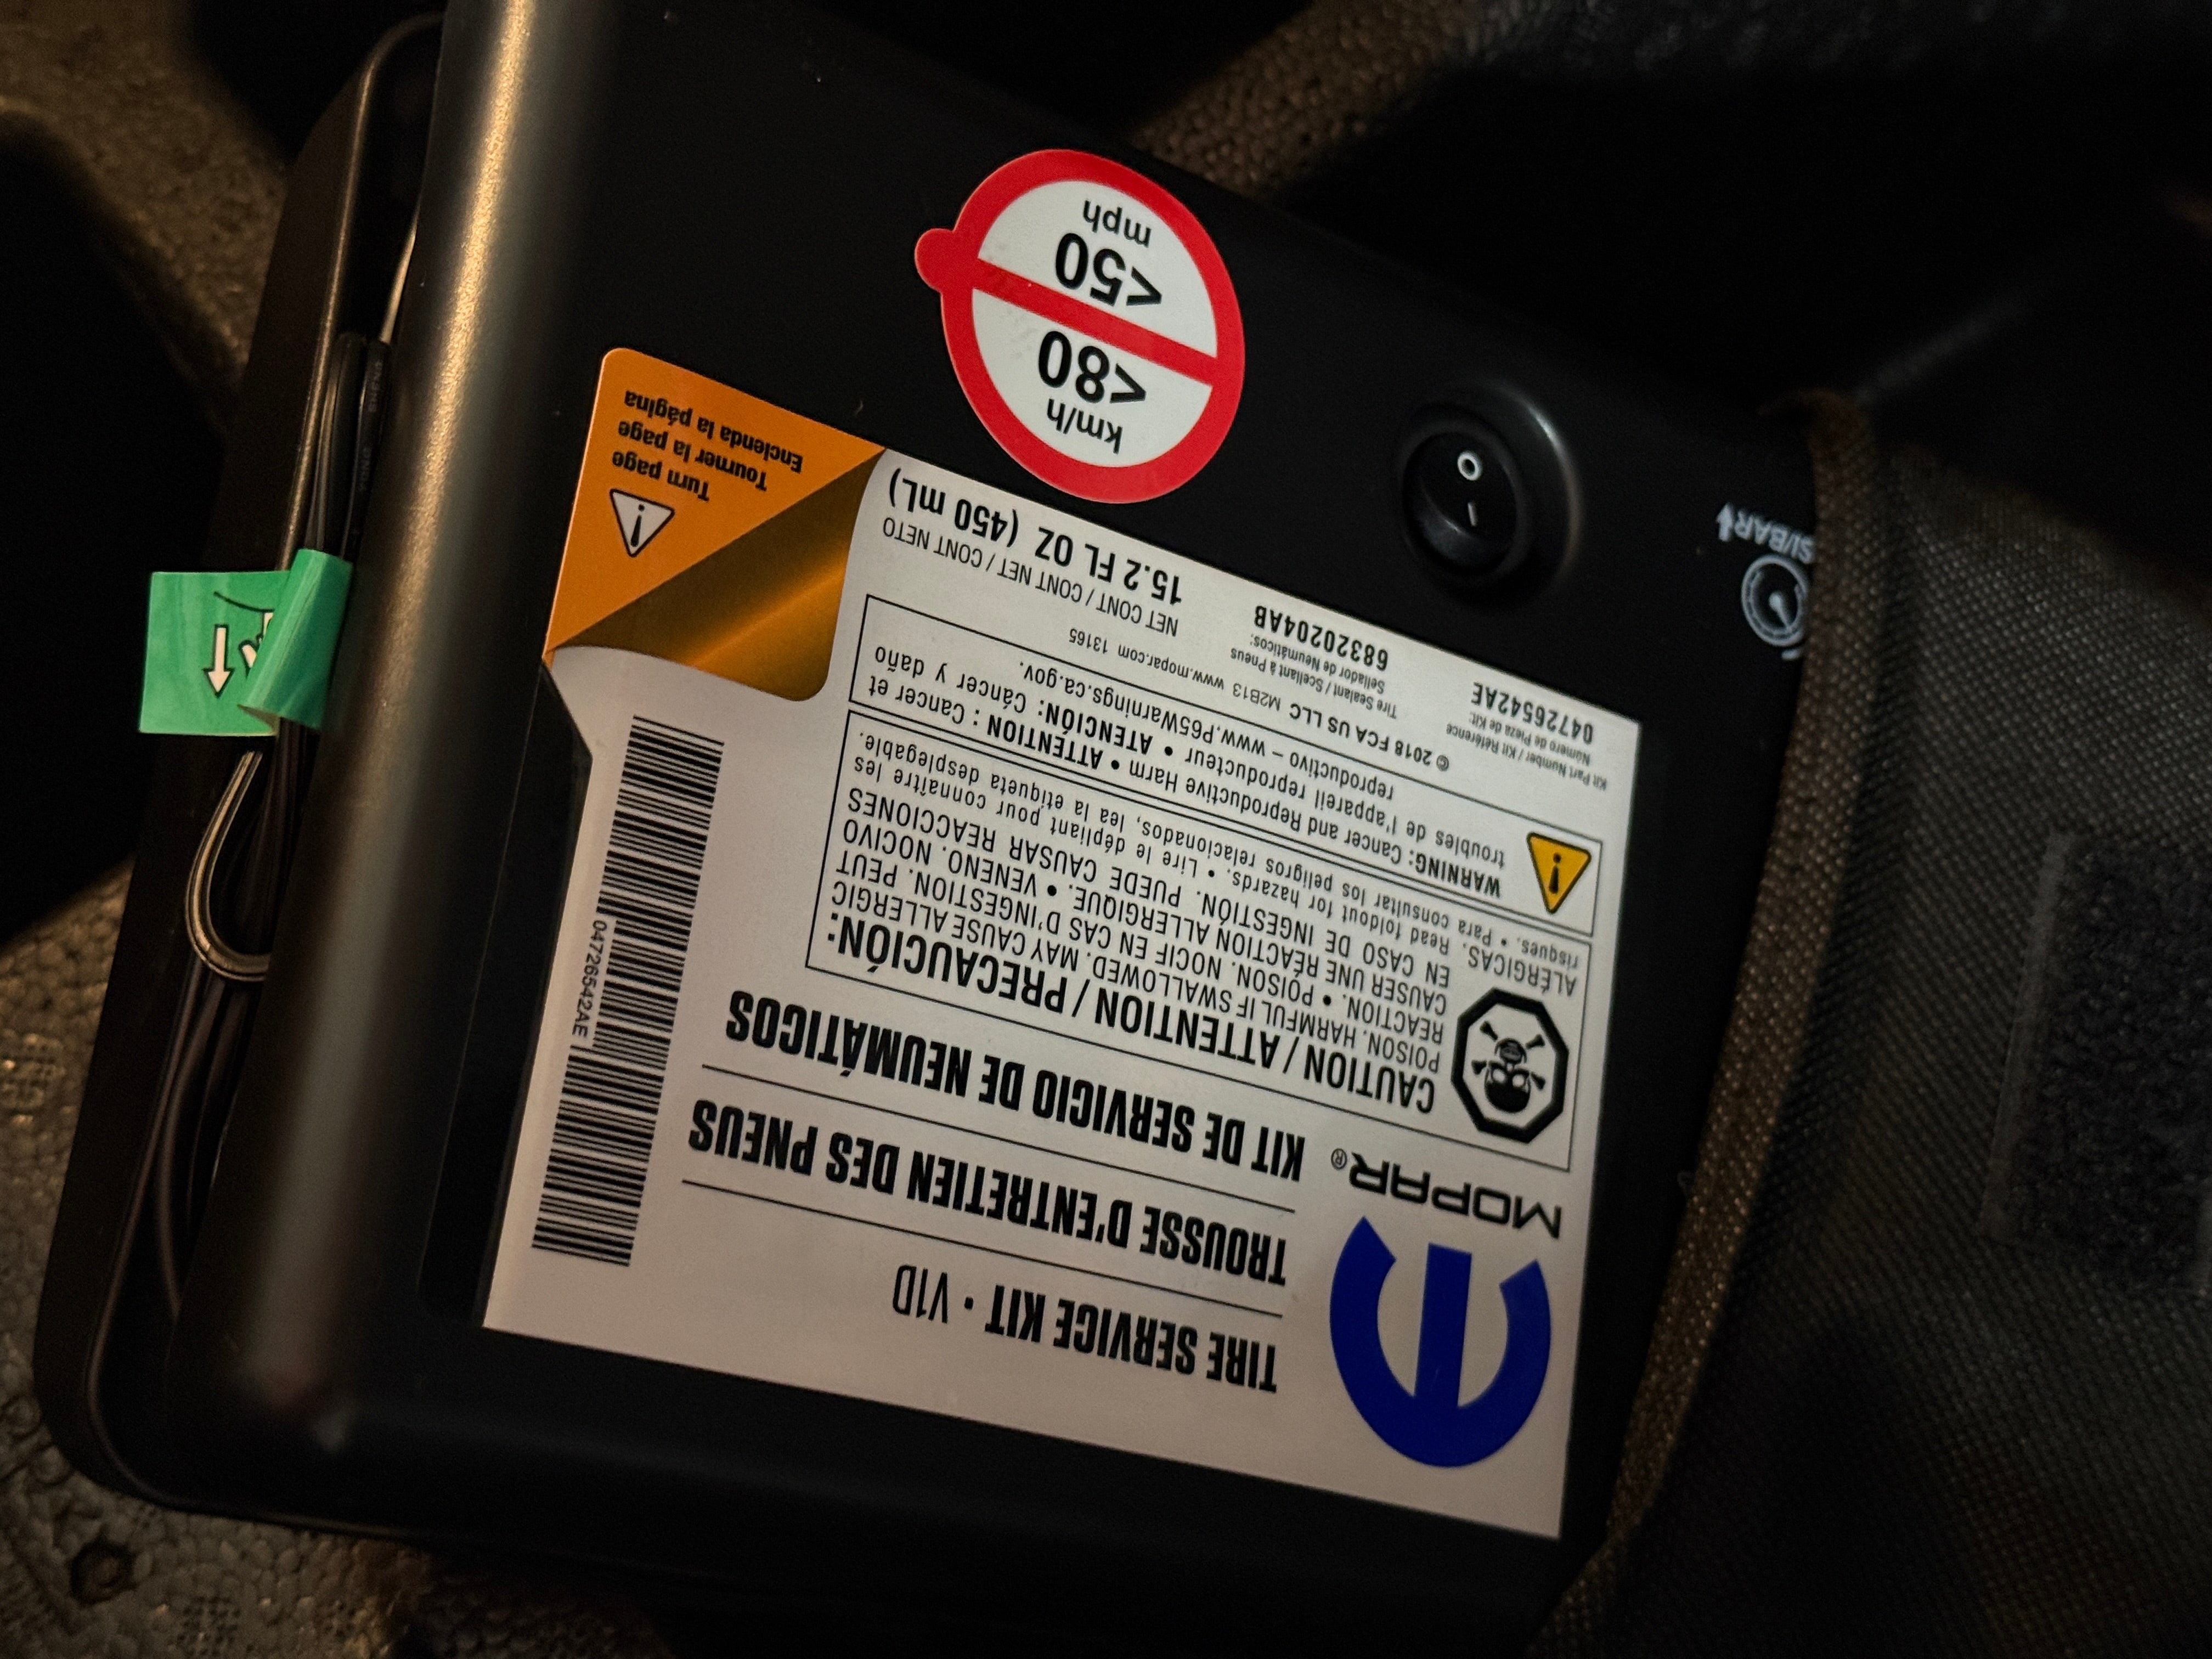 MOPAR®
TIRE SERVICE KIT • V1D
TROUSSE D'ENTRETIEN DES PNEUS
KIT DE SERVICIO DE NEUMÁTICOS
04726542AE
CAUTION / ATTENTION / PRECAUCIÓN:
POISON. HARMFUL IF SWALLOWED. MAY CAUSE ALLERGIC
REACTION. • POISON. NOCIF EN CAS D'INGESTION. PEUT
CAUSER UNE RÉACTION ALLERGIQUE. • VENENO. NOCIVO
EN CASO DE INGESTIÓN. PUEDE CAUSAR REACCIONES
ALÉRGICAS. Read foldout for hazards. • Lire le dépliant pour connaître les
risques. • Para consultar los peligros relacionados, lea la etiqueta desplegable.
WARNING: Cancer and Reproductive Harm • ATTENTION : Cancer et
troubles de l'appareil reproducteur • ATENCIÓN: Cáncer y daño
reproductivo – www.P65Warnings.ca.gov.
Kit Part Number / Kit Référence
Número de Pieza de Kit:
04726542AE
© 2018 FCA US LLC M2B13 www.mopar.com 13165
Tire Sealant / Scellant à Pneus
Sellador de Neumáticos:
68320204AB
NET CONT / CONT NET / CONT NETO
15.2 FL OZ (450 mL)
Turn page
Tourner la page
Encienda la página
km/h
<80
<50
mph
SI/BAR